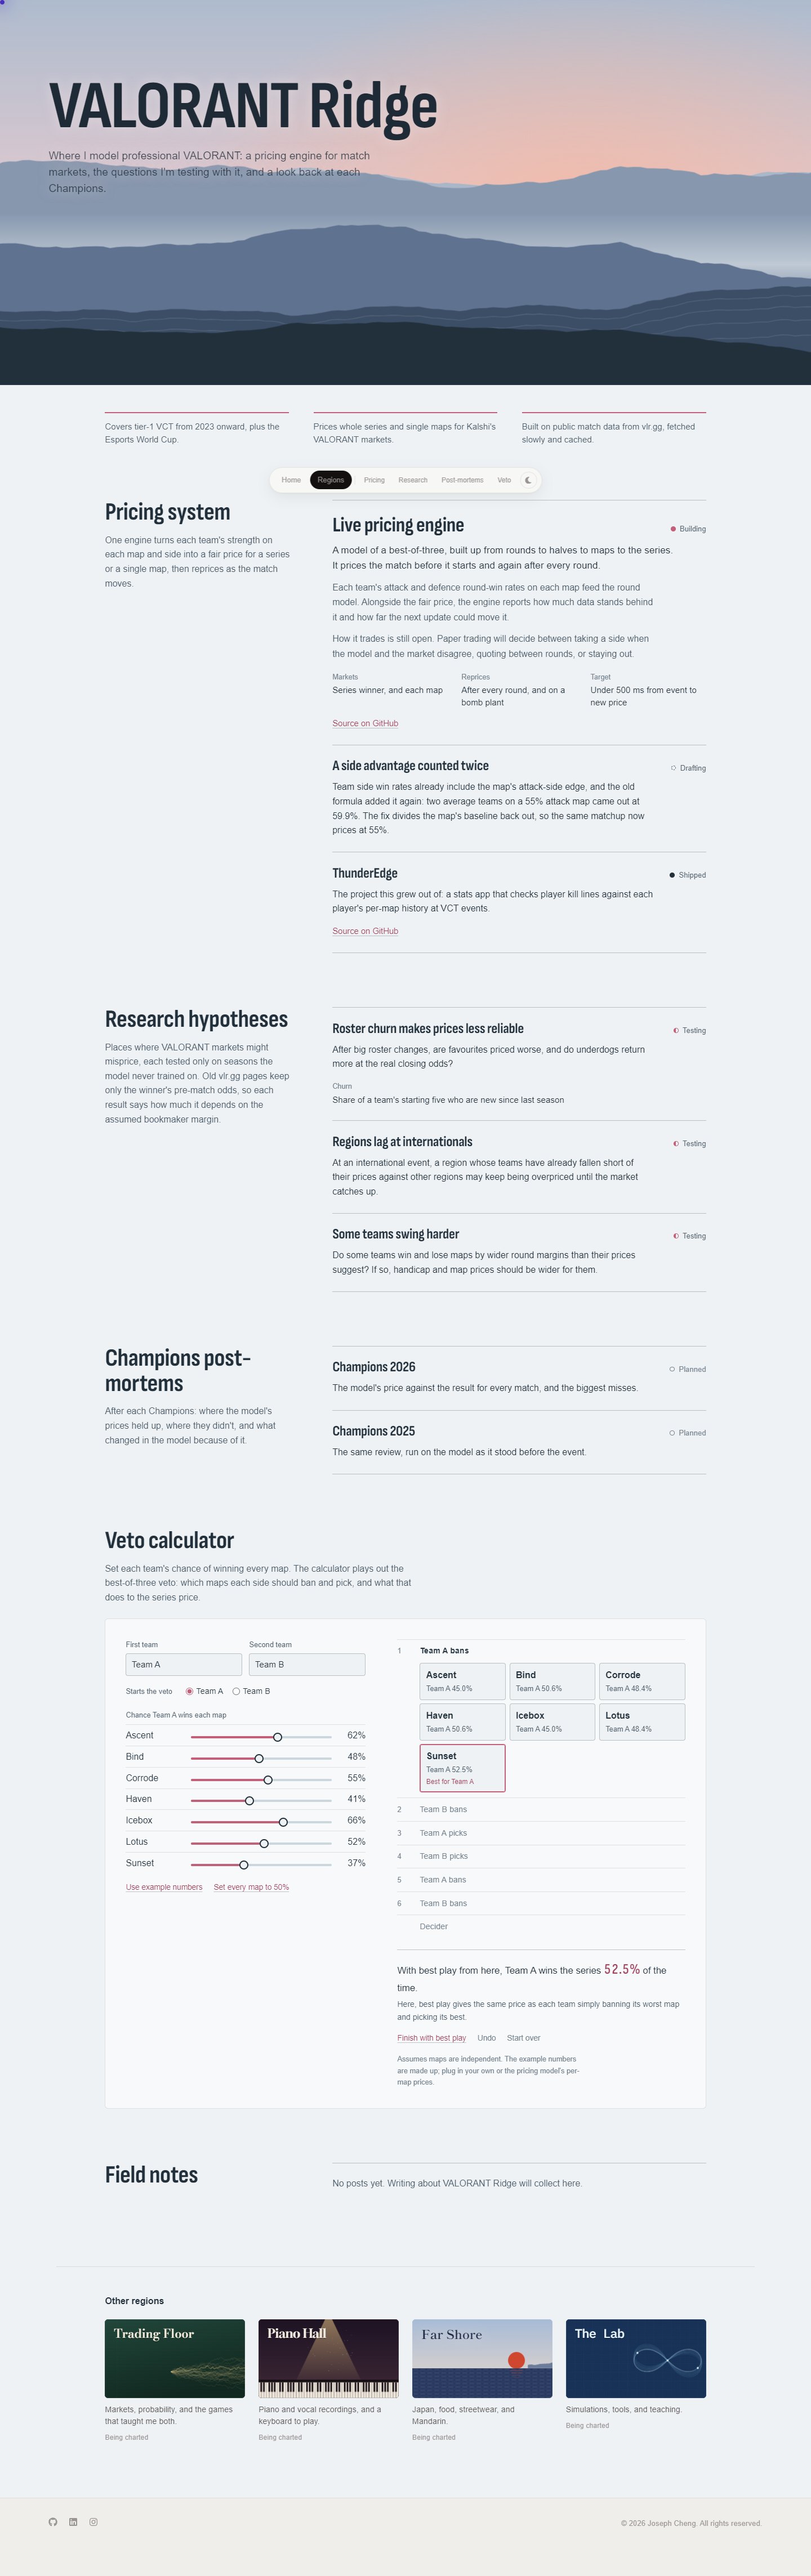 VALORANT Ridge
Where I model professional VALORANT: a pricing engine for match
markets, the questions I'm testing with it, and a look back at each
Champions.
Covers tier-1 VCT from 2023 onward, plus the
Esports World Cup.
Prices whole series and single maps for Kalshi's
VALORANT markets.
Built on public match data from vlr.gg, fetched
slowly and cached.
Home Regions Pricing Research Post-mortems Veto
Pricing system
One engine turns each team's strength on
each map and side into a fair price for a series
or a single map, then reprices as the match
moves.
Live pricing engine
Building
A model of a best-of-three, built up from rounds to halves to maps to the series.
It prices the match before it starts and again after every round.
Each team's attack and defence round-win rates on each map feed the round
model. Alongside the fair price, the engine reports how much data stands behind
it and how far the next update could move it.
How it trades is still open. Paper trading will decide between taking a side when
the model and the market disagree, quoting between rounds, or staying out.
Markets
Series winner, and each map
Reprices
After every round, and on a
bomb plant
Target
Under 500 ms from event to
new price
Source on GitHub
A side advantage counted twice
Drafting
Team side win rates already include the map's attack-side edge, and the old
formula added it again: two average teams on a 55% attack map came out at
59.9%. The fix divides the map's baseline back out, so the same matchup now
prices at 55%.
ThunderEdge
Shipped
The project this grew out of: a stats app that checks player kill lines against each
player's per-map history at VCT events.
Source on GitHub
Research hypotheses
Places where VALORANT markets might
misprice, each tested only on seasons the
model never trained on. Old vlr.gg pages keep
only the winner's pre-match odds, so each
result says how much it depends on the
assumed bookmaker margin.
Roster churn makes prices less reliable
Testing
After big roster changes, are favourites priced worse, and do underdogs return
more at the real closing odds?
Churn
Share of a team's starting five who are new since last season
Regions lag at internationals
Testing
At an international event, a region whose teams have already fallen short of
their prices against other regions may keep being overpriced until the market
catches up.
Some teams swing harder
Testing
Do some teams win and lose maps by wider round margins than their prices
suggest? If so, handicap and map prices should be wider for them.
Champions post-
mortems
After each Champions: where the model's
prices held up, where they didn't, and what
changed in the model because of it.
Champions 2026
Planned
The model's price against the result for every match, and the biggest misses.
Champions 2025
Planned
The same review, run on the model as it stood before the event.
Veto calculator
Set each team's chance of winning every map. The calculator plays out the
best-of-three veto: which maps each side should ban and pick, and what that
does to the series price.
First team
Team A
Second team
Team B
Starts the veto Team A Team B
Chance Team A wins each map
Ascent 62%
Bind 48%
Corrode 55%
Haven 41%
Icebox 66%
Lotus 52%
Sunset 37%
Use example numbers Set every map to 50%
1 Team A bans
Ascent
Team A 45.0%
Bind
Team A 50.6%
Corrode
Team A 48.4%
Haven
Team A 50.6%
Icebox
Team A 45.0%
Lotus
Team A 48.4%
Sunset
Team A 52.5%
Best for Team A
2 Team B bans
3 Team A picks
4 Team B picks
5 Team A bans
6 Team B bans
Decider
With best play from here, Team A wins the series 52.5% of the
time.
Here, best play gives the same price as each team simply banning its worst map
and picking its best.
Finish with best play Undo Start over
Assumes maps are independent. The example numbers
are made up; plug in your own or the pricing model's per-
map prices.
Field notes
No posts yet. Writing about VALORANT Ridge will collect here.
Other regions
Trading Floor
Markets, probability, and the games
that taught me both.
Being charted
Piano Hall
Piano and vocal recordings, and a
keyboard to play.
Being charted
Far Shore
Japan, food, streetwear, and
Mandarin.
Being charted
The Lab
Simulations, tools, and teaching.
Being charted
© 2026 Joseph Cheng. All rights reserved.